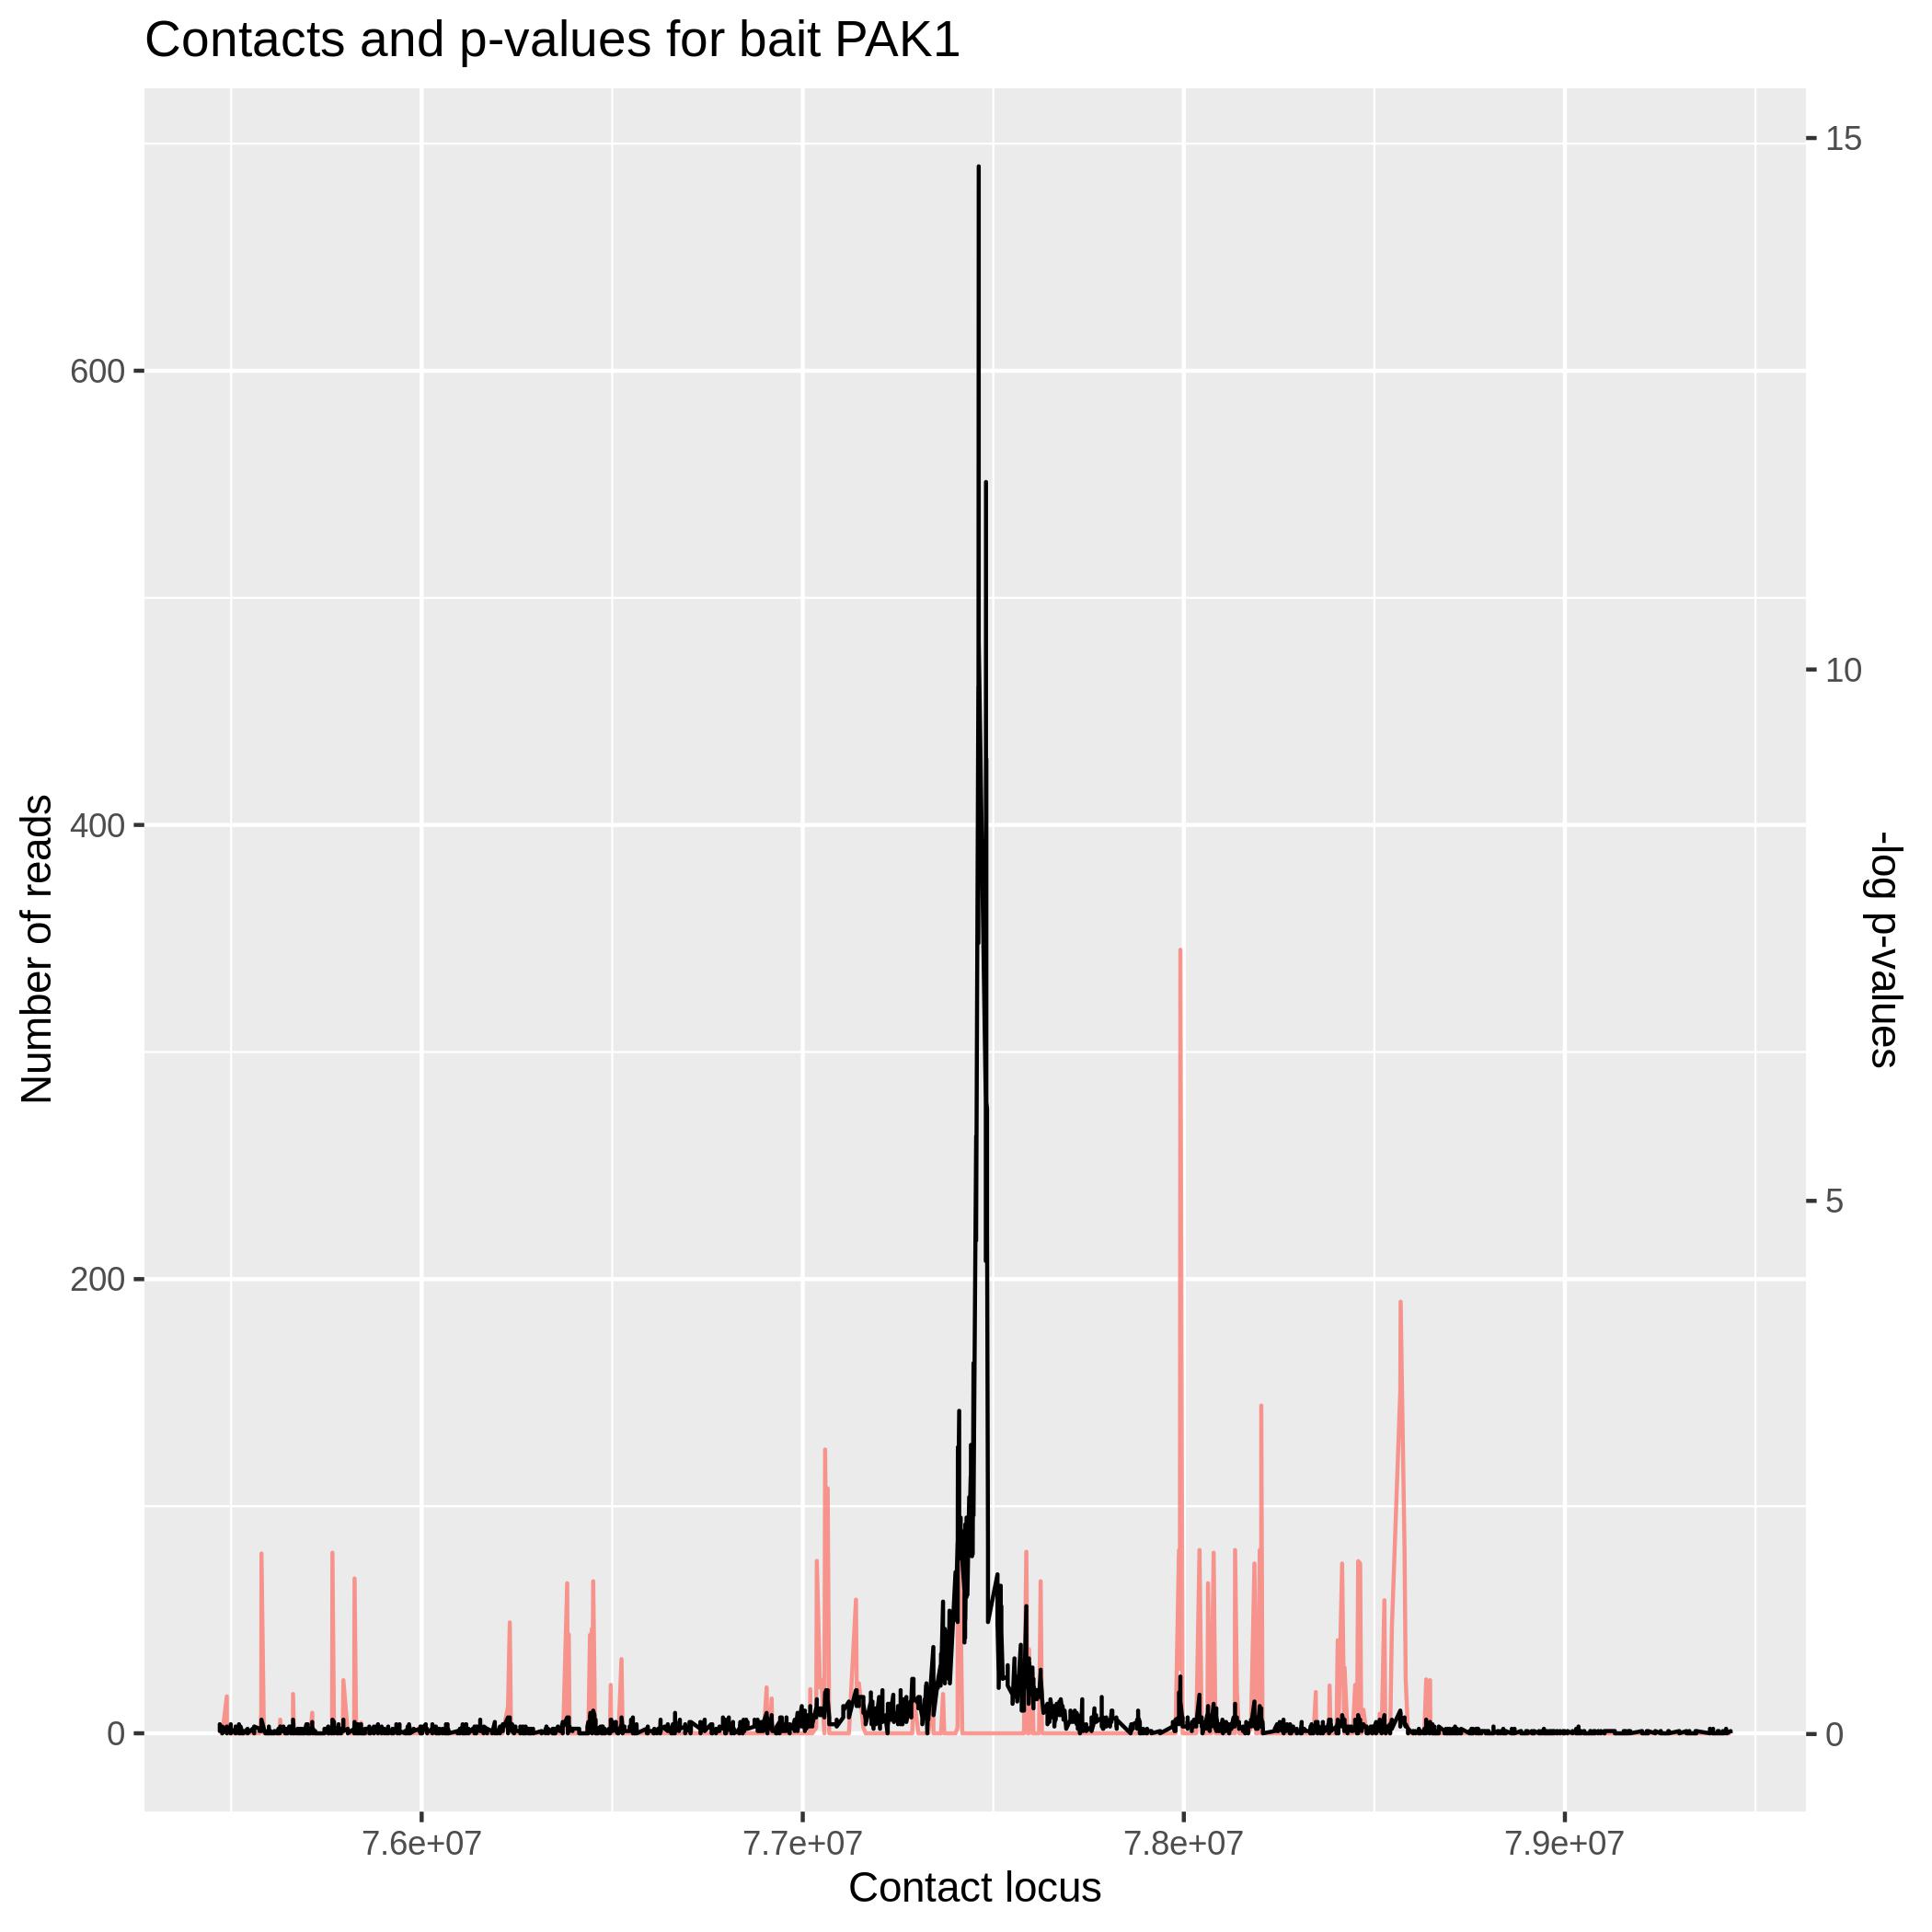 Contacts and p-values for bait PAK1
Number of reads
600
400
200
0
15
10
5
0
-log p-values
7.6e+07
7.7e+07
7.8e+07
7.9e+07
Contact locus